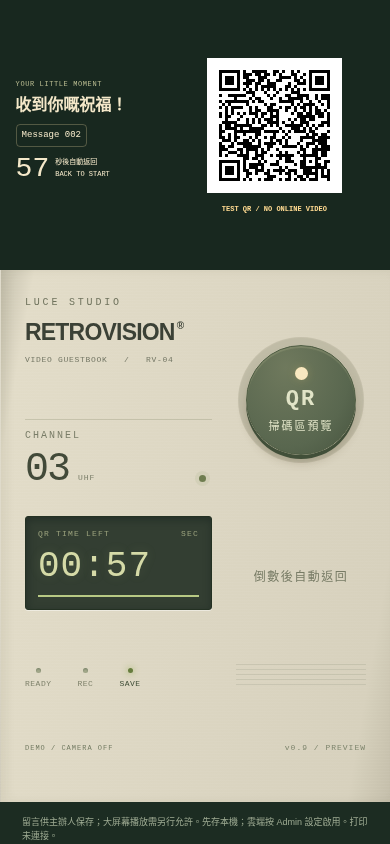 YOUR LITTLE MOMENT
收到你嘅祝福！
Message 002
57 秒後自動返回
BACK TO START
TEST QR / NO ONLINE VIDEO
LUCE STUDIO
RETROVISION®
VIDEO GUESTBOOK / RV-04
QR
掃碼區預覽
CHANNEL
03 UHF
QR TIME LEFT SEC
00:57
倒數後自動返回
READY REC SAVE
DEMO / CAMERA OFF
v0.9 / PREVIEW
留言供主辦人保存；大屏幕播放需另行允許。先存本機；雲端按 Admin 設定啟用。打印
未連接。